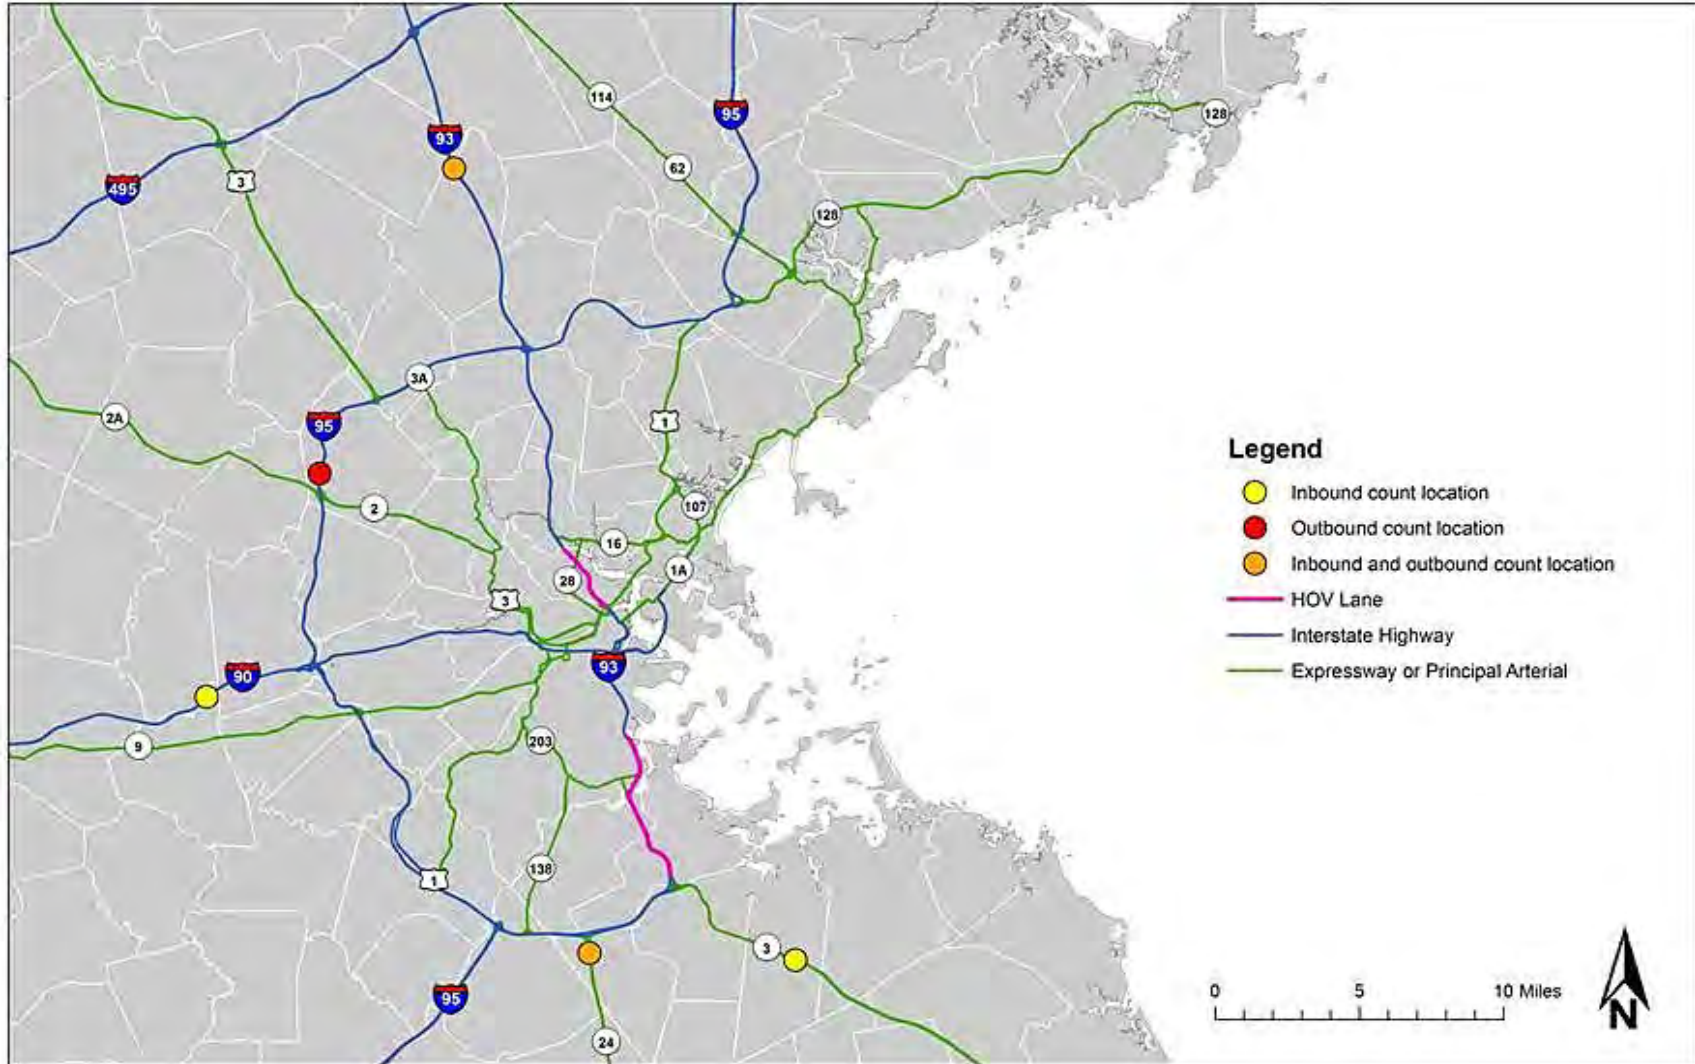 114
95
128
93
62
495
3
128
3A
2A
1
95
107
2
16
1A
28
3
93
90
9
203
138
1
3
95
24
Legend
Inbound count location
Outbound count location
Inbound and outbound count location
HOV Lane
Interstate Highway
Expressway or Principal Arterial
0 5 10 Miles
N